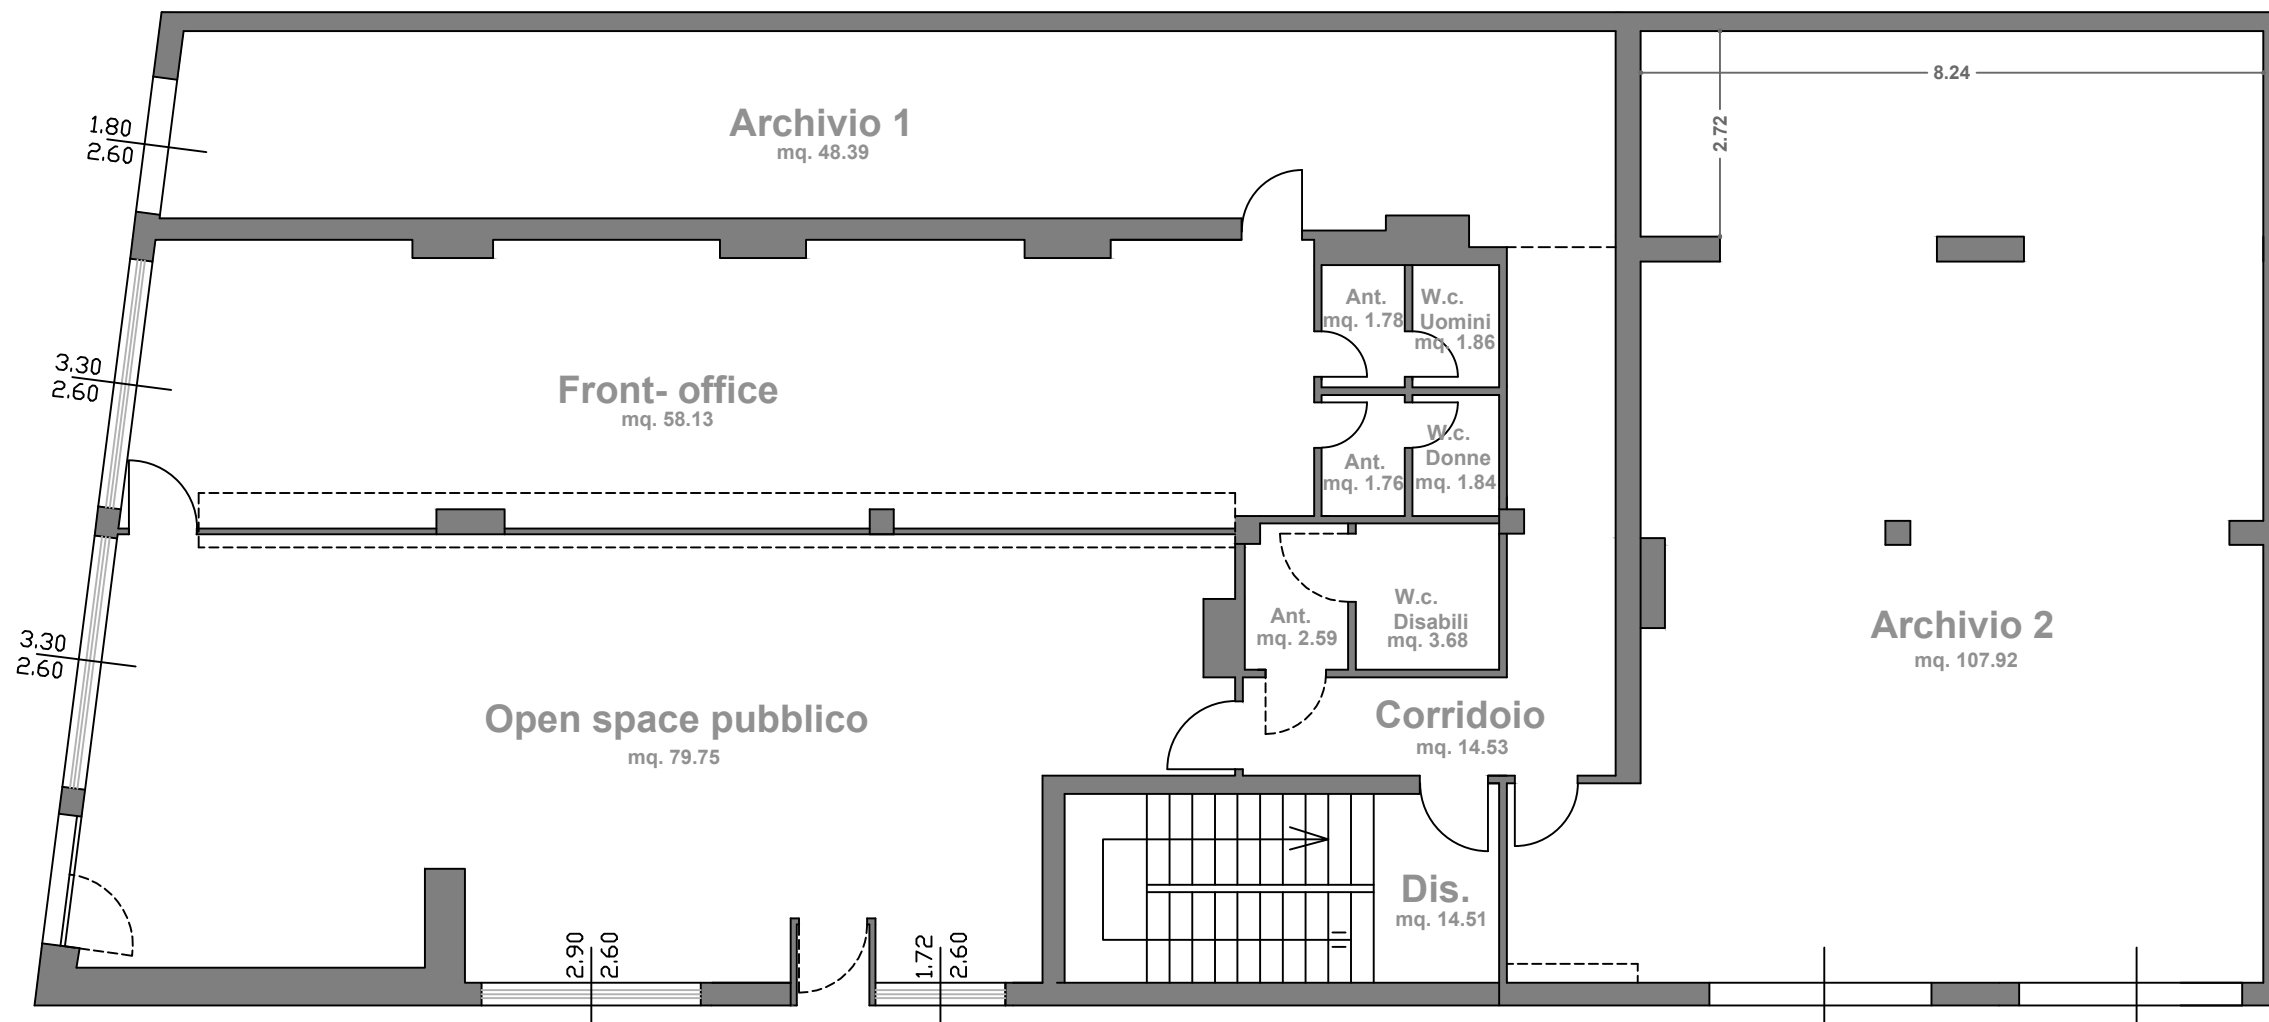 8.24
2.72
Archivio 1
mq. 48.39
1.80
2.60
Ant.
mq. 1.78
W.c.
Uomini
mq. 1.86
3.30
2.60
Front- office
mq. 58.13
Ant.
mq. 1.76
W.c.
Donne
mq. 1.84
3.30
2.60
Ant.
mq. 2.59
W.c.
Disabili
mq. 3.68
Archivio 2
mq. 107.92
Open space pubblico
mq. 79.75
Corridoio
mq. 14.53
Dis.
mq. 14.51
2.90
2.60
1.72
2.60